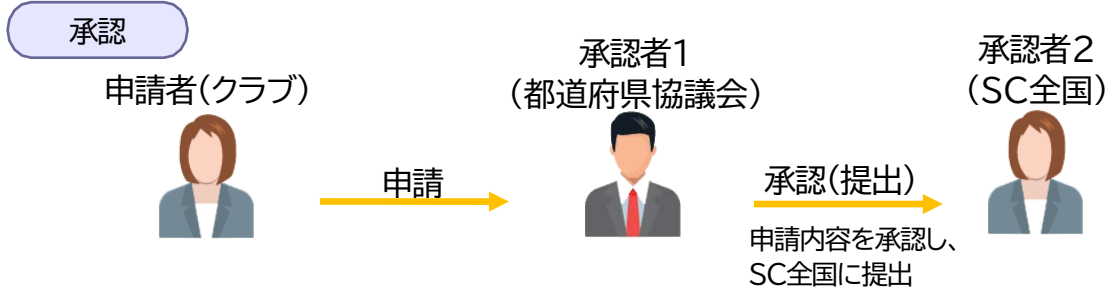 承認
申請者(クラブ)
承認者1
(都道府県協議会)
承認者2
(SC全国)
申請
承認(提出)
申請内容を承認し、
SC全国に提出